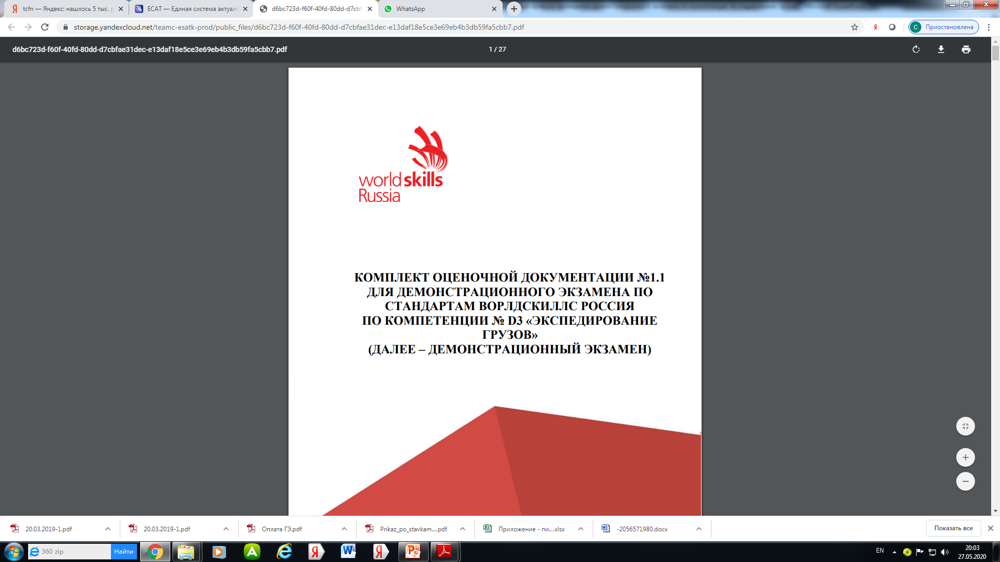 tcfn — Яндекс: нашлось 5 тыс. р
ЕСАТ — Единая система актуаль
d6bc723d-f60f-40fd-80dd-d7cbf
WhatsApp
storage.yandexcloud.net/teamc-esatk-prod/public_files/d6bc723d-f60f-40fd-80dd-d7cbfae31dec-e13daf18e5ce3e69eb4b3db59fa5cbb7.pdf
С Приостановлена
d6bc723d-f60f-40fd-80dd-d7cbfae31dec-e13daf18e5ce3e69eb4b3db59fa5cbb7.pdf
1 / 27
world skills
Russia
КОМПЛЕКТ ОЦЕНОЧНОЙ ДОКУМЕНТАЦИИ №1.1
ДЛЯ ДЕМОНСТРАЦИОННОГО ЭКЗАМЕНА ПО
СТАНДАРТАМ ВОРЛДСКИЛЛС РОССИЯ
ПО КОМПЕТЕНЦИИ № D3 «ЭКСПЕДИРОВАНИЕ
ГРУЗОВ»
(ДАЛЕЕ – ДЕМОНСТРАЦИОННЫЙ ЭКЗАМЕН)
20.03.2019-1.pdf
20.03.2019-1.pdf
Оплата ГЭ.pdf
Prikaz_po_stavkam....pdf
Приложение - пи....xlsx
-2056571980.docx
Показать все
360 zip
Найти
EN
20:03
27.05.2020